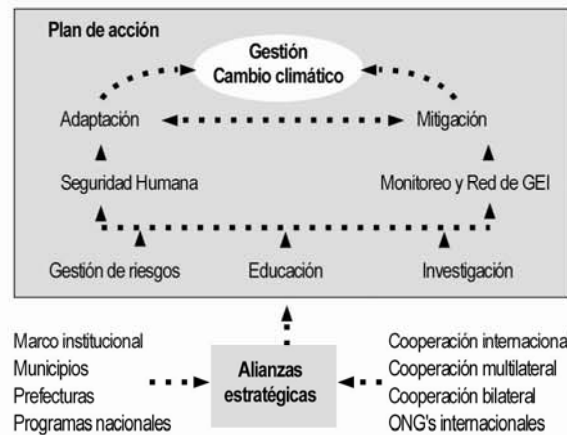 Plan de acción
Gestión
Cambio climático
Adaptación
Mitigación
Seguridad Humana
Monitoreo y Red de GEI
Gestión de riesgos
Educación
Investigación
Marco institucional
Municipios
Prefecturas
Programas nacionales
Alianzas
estratégicas
Cooperación internaciona
Cooperación multilateral
Cooperación bilateral
ONG's internacionales